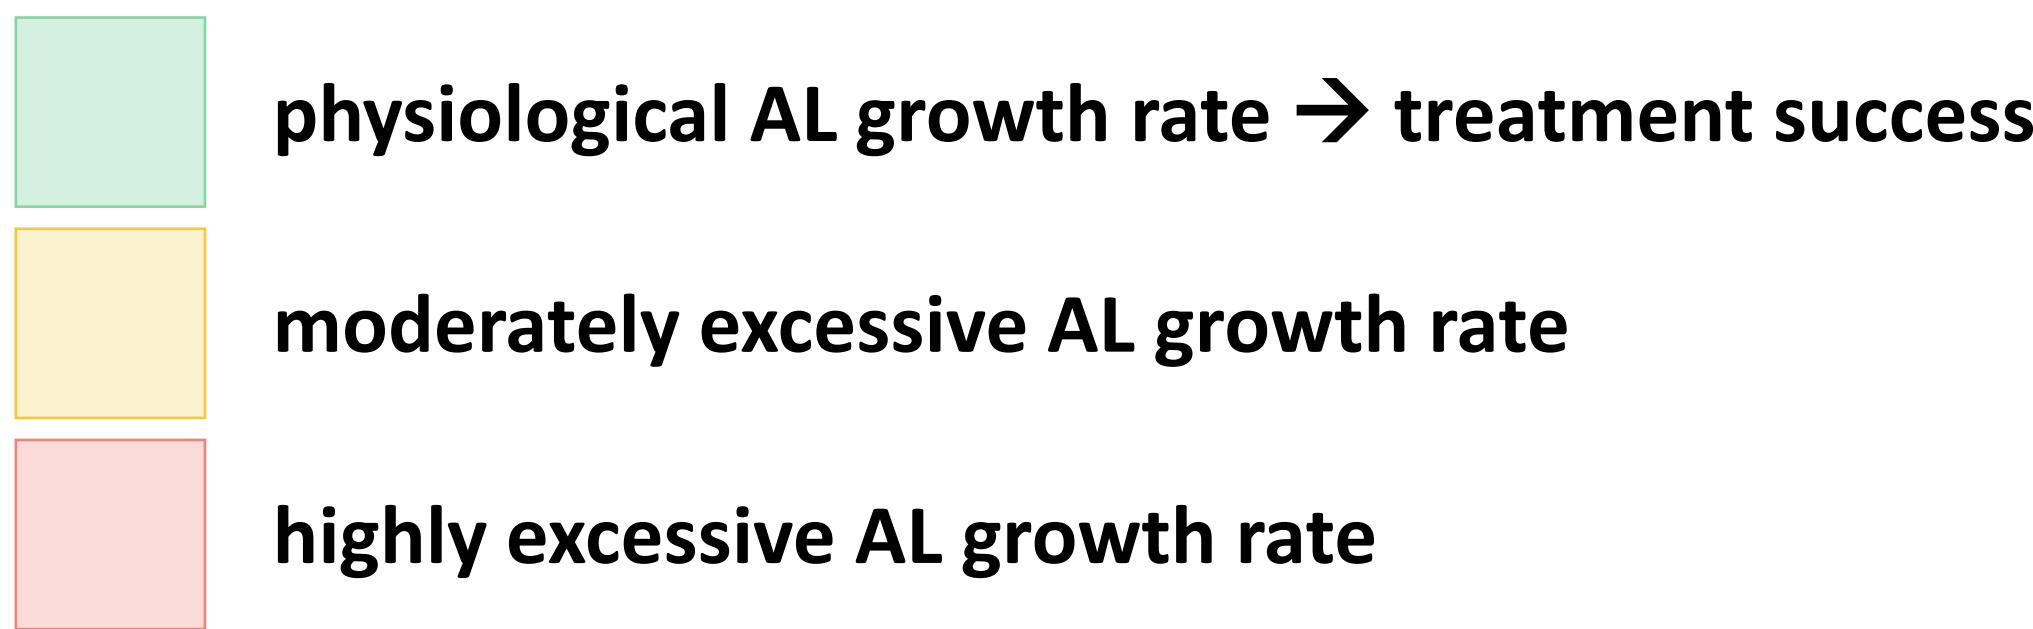 physiological AL growth rate → treatment success
moderately excessive AL growth rate
highly excessive AL growth rate